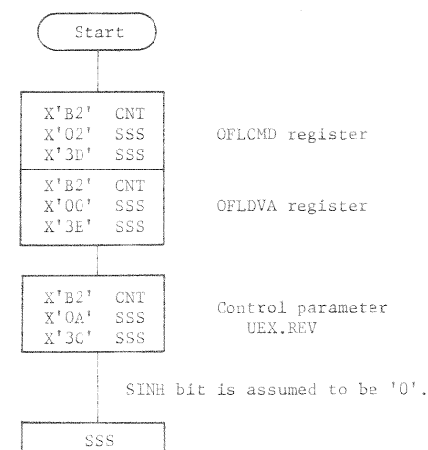 Start
X'B2' CNT
X'02' SSS OFLCMD register
X'3D' SSS
X'B2' CNT
X'00' SSS OFLDVA register
X'3E' SSS
X'B2' CNT
X'0A' SSS
X'3C' SSS
Control parameter
UEX.REV
SINH bit is assumed to be '0'.
SSS